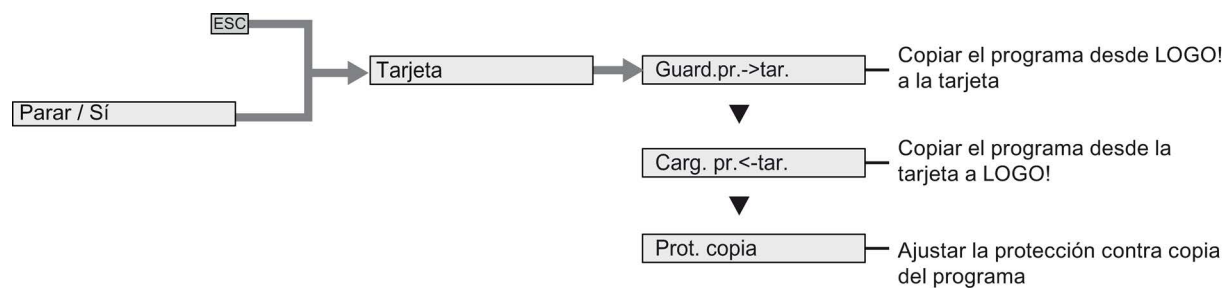 ESC
Parar / Sí
Tarjeta
Guard.pr.->tar.
Copiar el programa desde LOGO!
a la tarjeta
Carg. pr.<-tar.
Copiar el programa desde la
tarjeta a LOGO!
Prot. copia
Ajustar la protección contra copia
del programa